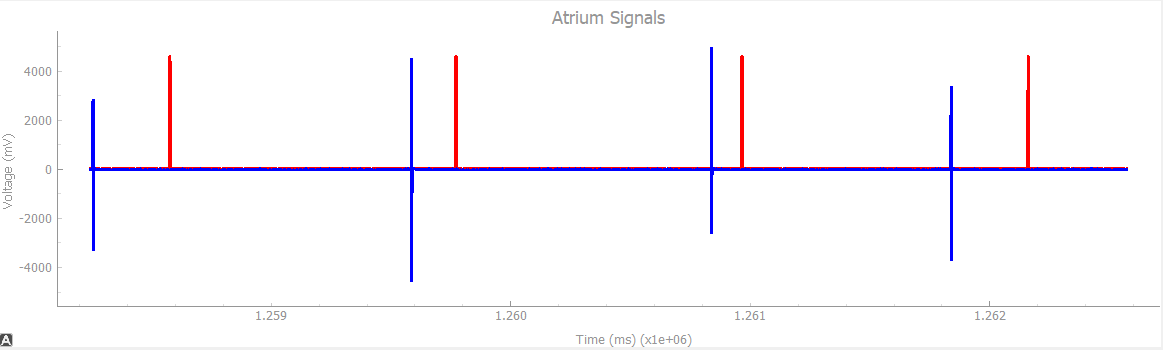 Atrium Signals
Voltage (mV)
4000
2000
0
-2000
-4000
1.259 1.260 1.261 1.262
Time (ms) (x1e+06)
A